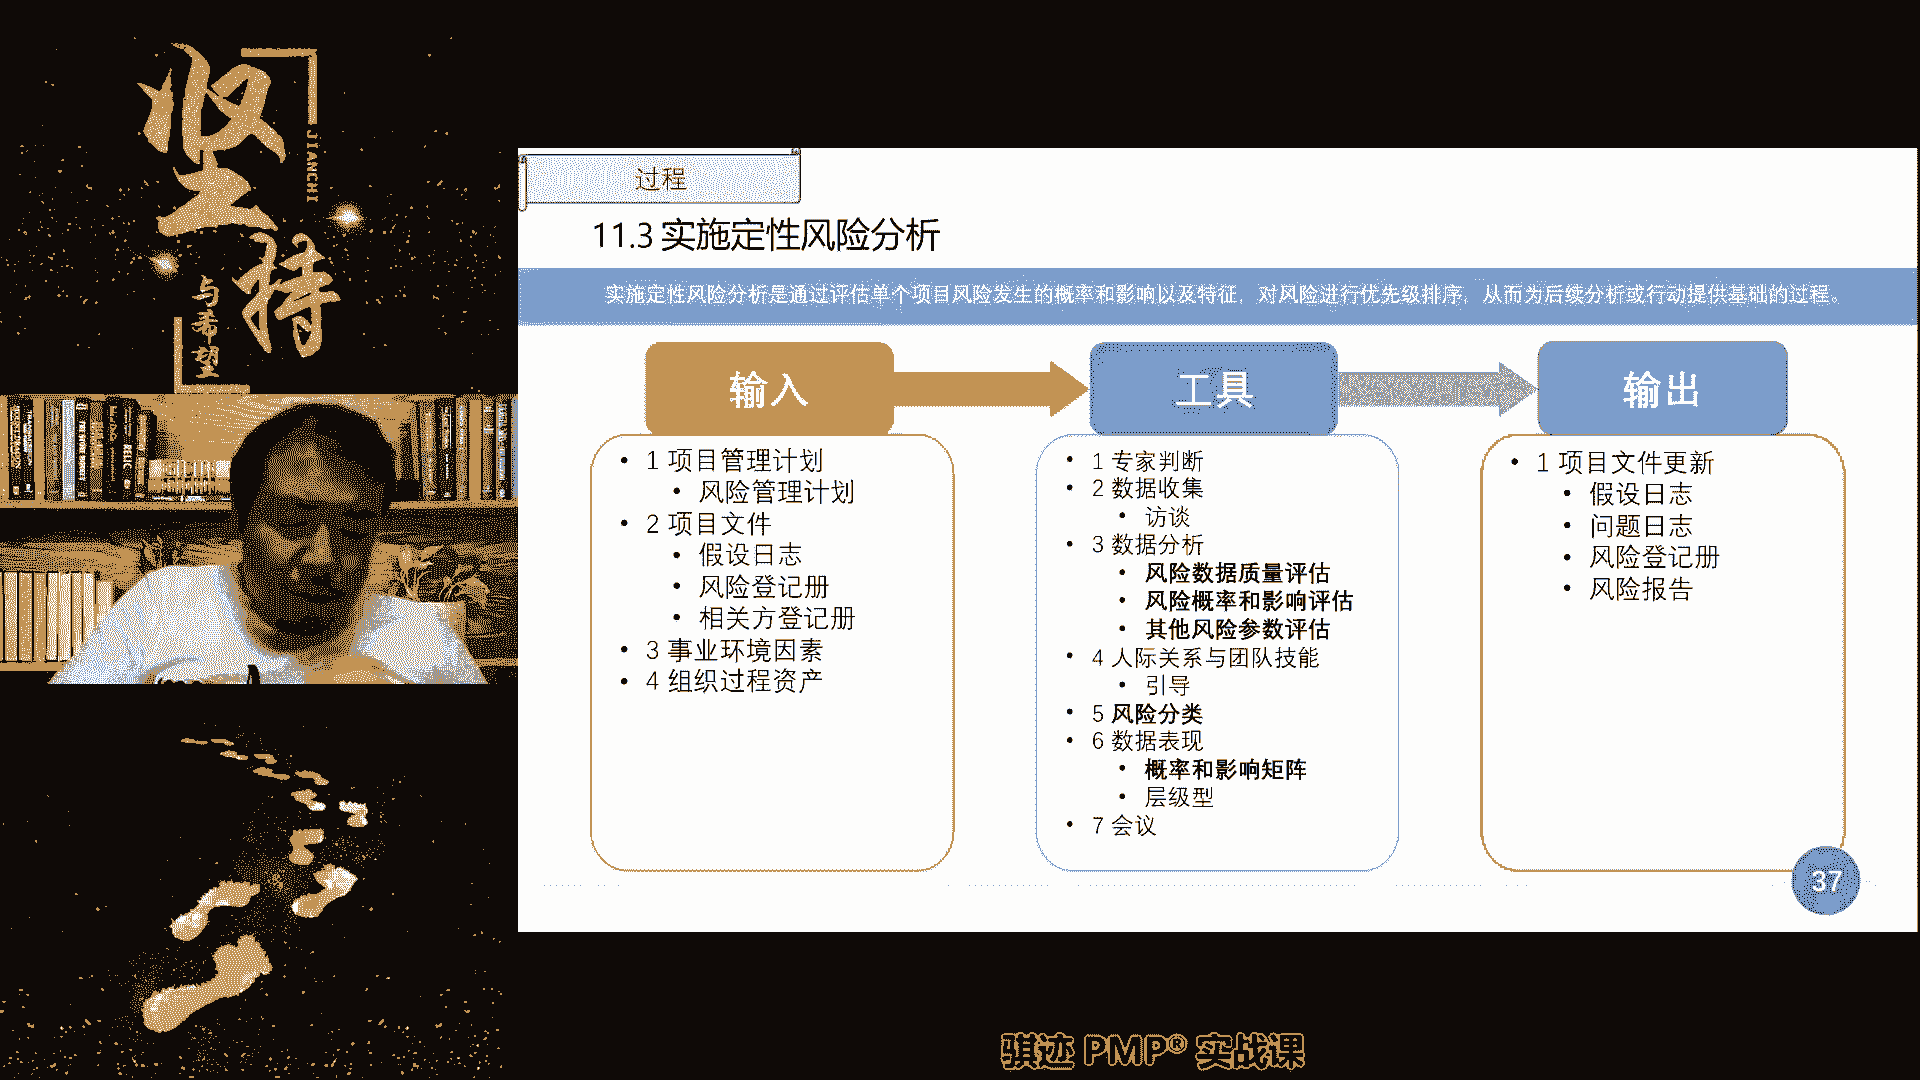 坚持
JIANCHI
与希望
过程
11.3 实施定性风险分析
实施定性风险分析是通过评估单个项目风险发生的概率和影响以及特征，对风险进行优先级排序，从而为后续分析或行动提供基础的过程。
输入
• 1 项目管理计划
• 风险管理计划
• 2 项目文件
• 假设日志
• 风险登记册
• 相关方登记册
• 3 事业环境因素
• 4 组织过程资产
工具
• 1 专家判断
• 2 数据收集
• 访谈
• 3 数据分析
• 风险数据质量评估
• 风险概率和影响评估
• 其他风险参数评估
• 4 人际关系与团队技能
• 引导
• 5 风险分类
• 6 数据表现
• 概率和影响矩阵
• 层级型
• 7 会议
输出
• 1 项目文件更新
• 假设日志
• 问题日志
• 风险登记册
• 风险报告
37
骐迹 PMP® 实战课